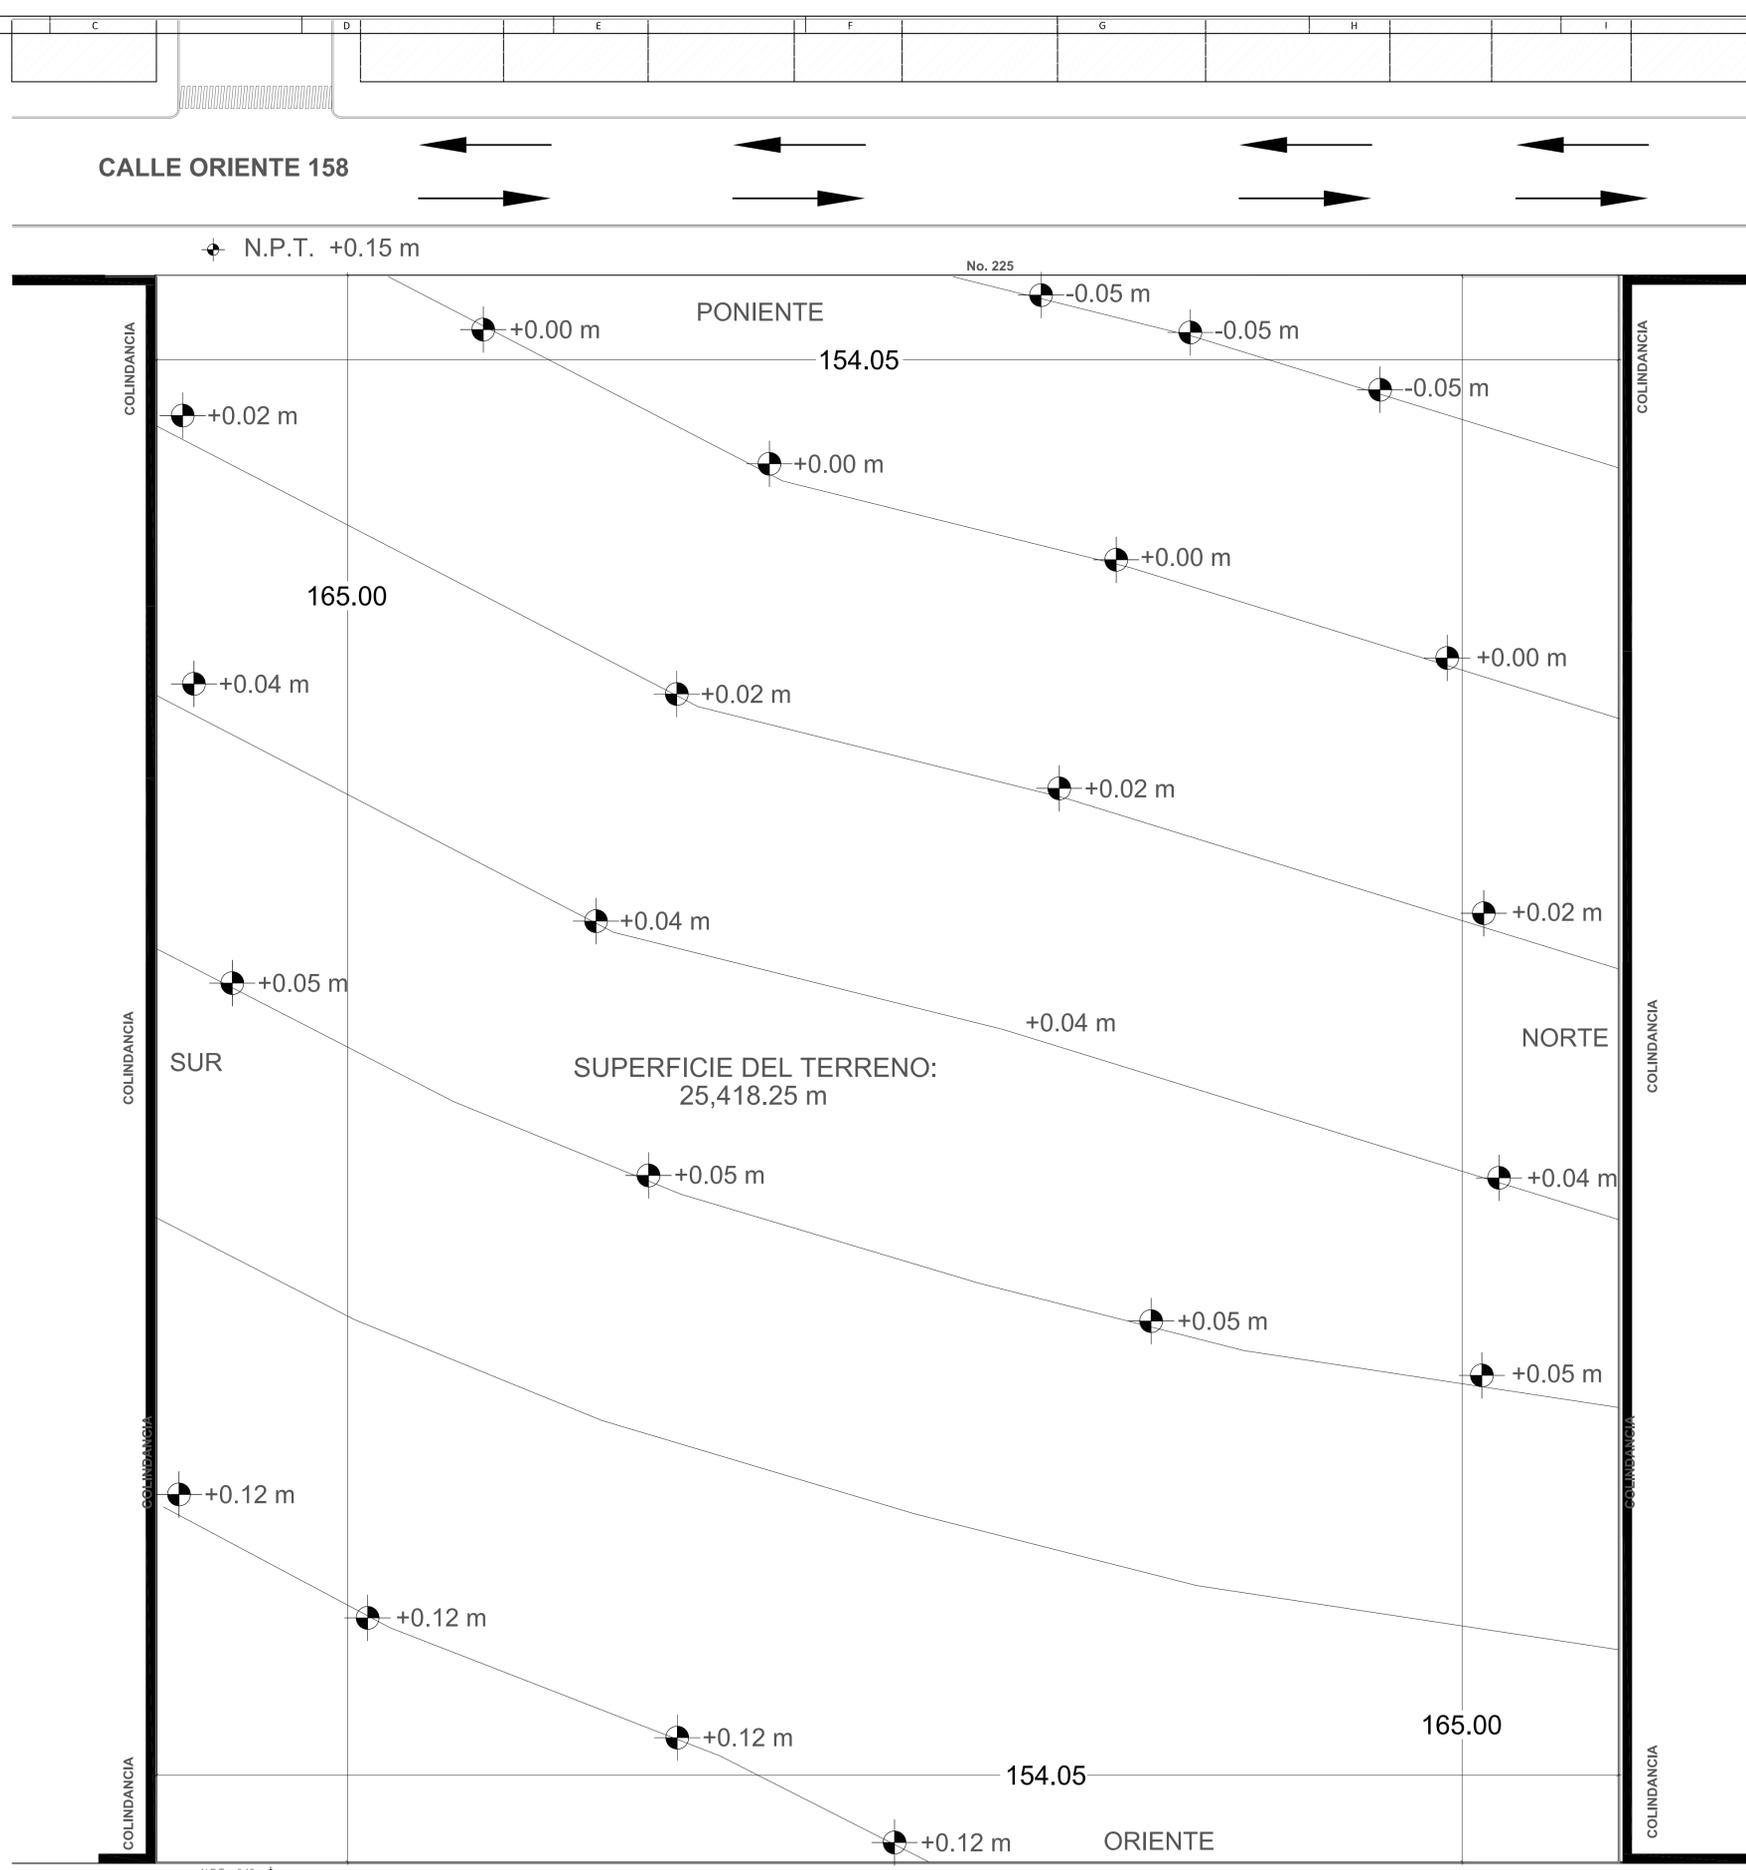 C D E F G H I
CALLE ORIENTE 158
N.P.T. +0.15 m
No. 225
-0.05 m
PONIENTE
+0.00 m
-0.05 m
154.05
COLINDANCIA
COLINDANCIA
-0.05 m
+0.02 m
+0.00 m
+0.00 m
165.00
+0.00 m
+0.04 m
+0.02 m
+0.02 m
+0.02 m
+0.04 m
+0.05 m
+0.04 m
NORTE
COLINDANCIA
COLINDANCIA
SUR
SUPERFICIE DEL TERRENO:
25,418.25 m
+0.05 m
+0.04 m
+0.05 m
+0.05 m
COLINDANCIA
COLINDANCIA
+0.12 m
+0.12 m
165.00
+0.12 m
154.05
COLINDANCIA
COLINDANCIA
+0.12 m
ORIENTE